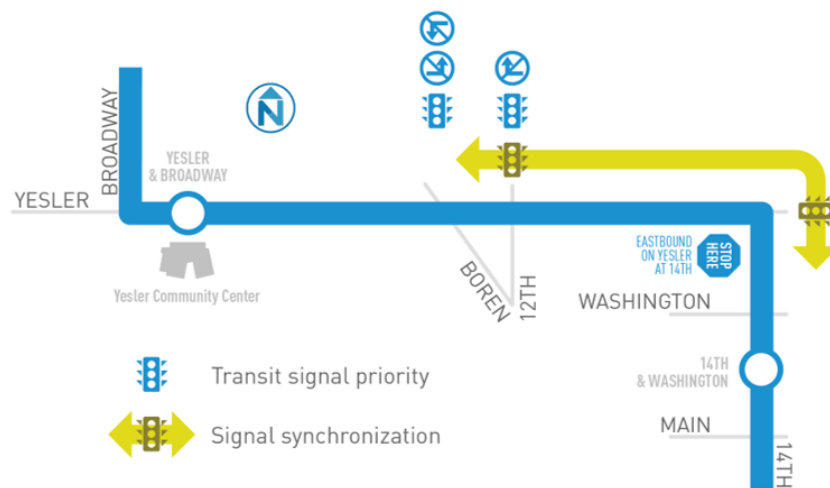 BROADWAY
N
YESLER
& BROADWAY
YESLER
Yesler Community Center
BOREN
12TH
EASTBOUND
ON YESLER
AT 14TH
STOP
HERE
WASHINGTON
14TH
& WASHINGTON
MAIN
14TH
Transit signal priority
Signal synchronization